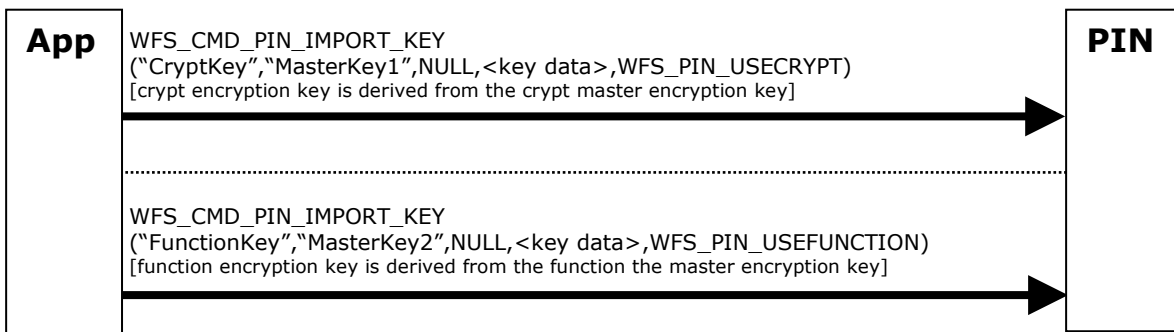 App
PIN
WFS_CMD_PIN_IMPORT_KEY
(“CryptKey”,“MasterKey1”,NULL,<key data>,WFS_PIN_USECRYPT)
[crypt encryption key is derived from the crypt master encryption key]
WFS_CMD_PIN_IMPORT_KEY
(“FunctionKey”,“MasterKey2”,NULL,<key data>,WFS_PIN_USEFUNCTION)
[function encryption key is derived from the function the master encryption key]